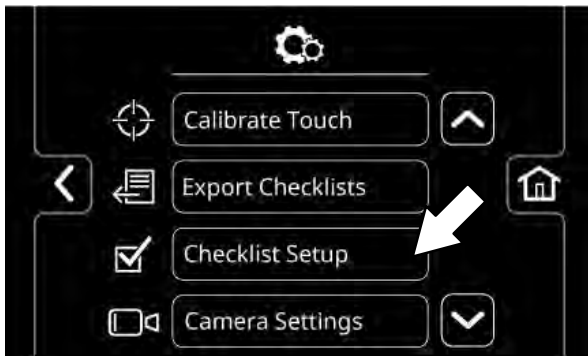 Calibrate Touch
Export Checklists
Checklist Setup
Camera Settings